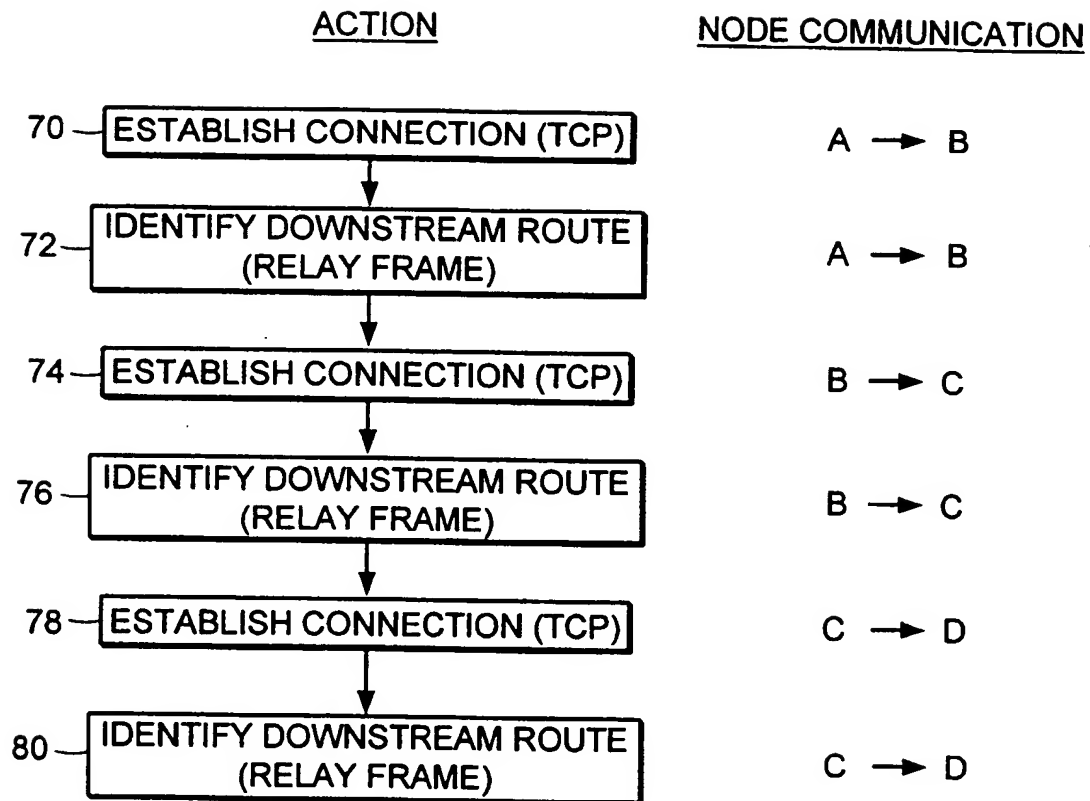 ACTION NODE COMMUNICATION
70 ESTABLISH CONNECTION (TCP) A → B
72 IDENTIFY DOWNSTREAM ROUTE
(RELAY FRAME) A → B
74 ESTABLISH CONNECTION (TCP) B → C
76 IDENTIFY DOWNSTREAM ROUTE
(RELAY FRAME) B → C
78 ESTABLISH CONNECTION (TCP) C → D
80 IDENTIFY DOWNSTREAM ROUTE
(RELAY FRAME) C → D